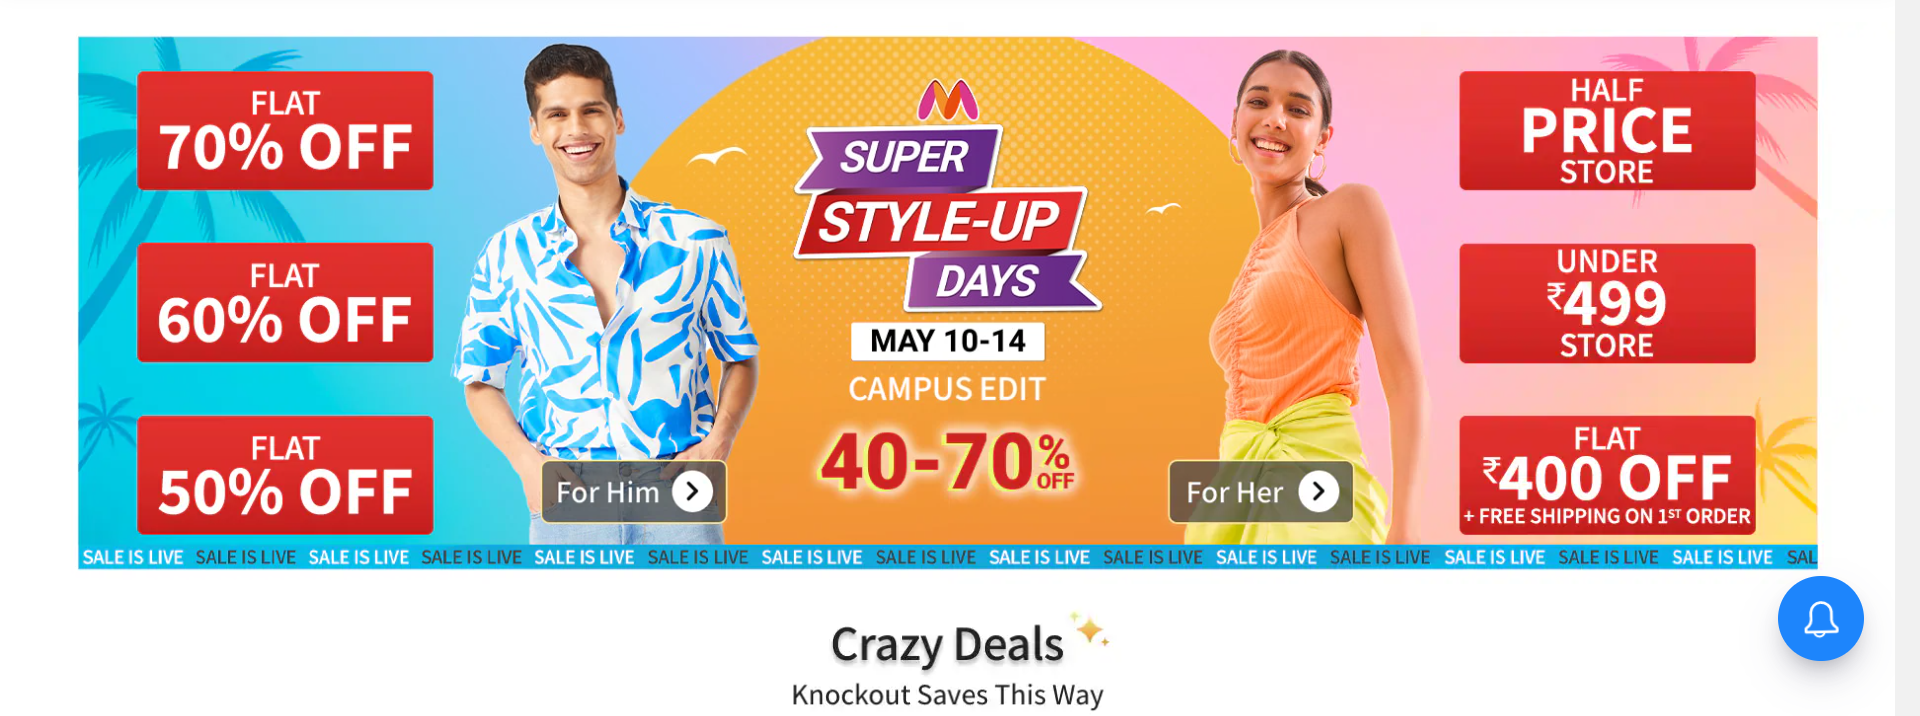 FLAT
70% OFF
FLAT
60% OFF
FLAT
50% OFF
SUPER
STYLE-UP
DAYS
MAY 10-14
CAMPUS EDIT
40-70% OFF
For Him
For Her
HALF
PRICE
STORE
UNDER
₹499
STORE
FLAT
₹400 OFF
+ FREE SHIPPING ON 1ST ORDER
SALE IS LIVE SALE IS LIVE SALE IS LIVE SALE IS LIVE SALE IS LIVE SALE IS LIVE SALE IS LIVE SALE IS LIVE SALE IS LIVE SALE IS LIVE SALE IS LIVE SALE IS LIVE SALE IS LIVE SALE IS LIVE SALE IS LIVE SAL
Crazy Deals
Knockout Saves This Way